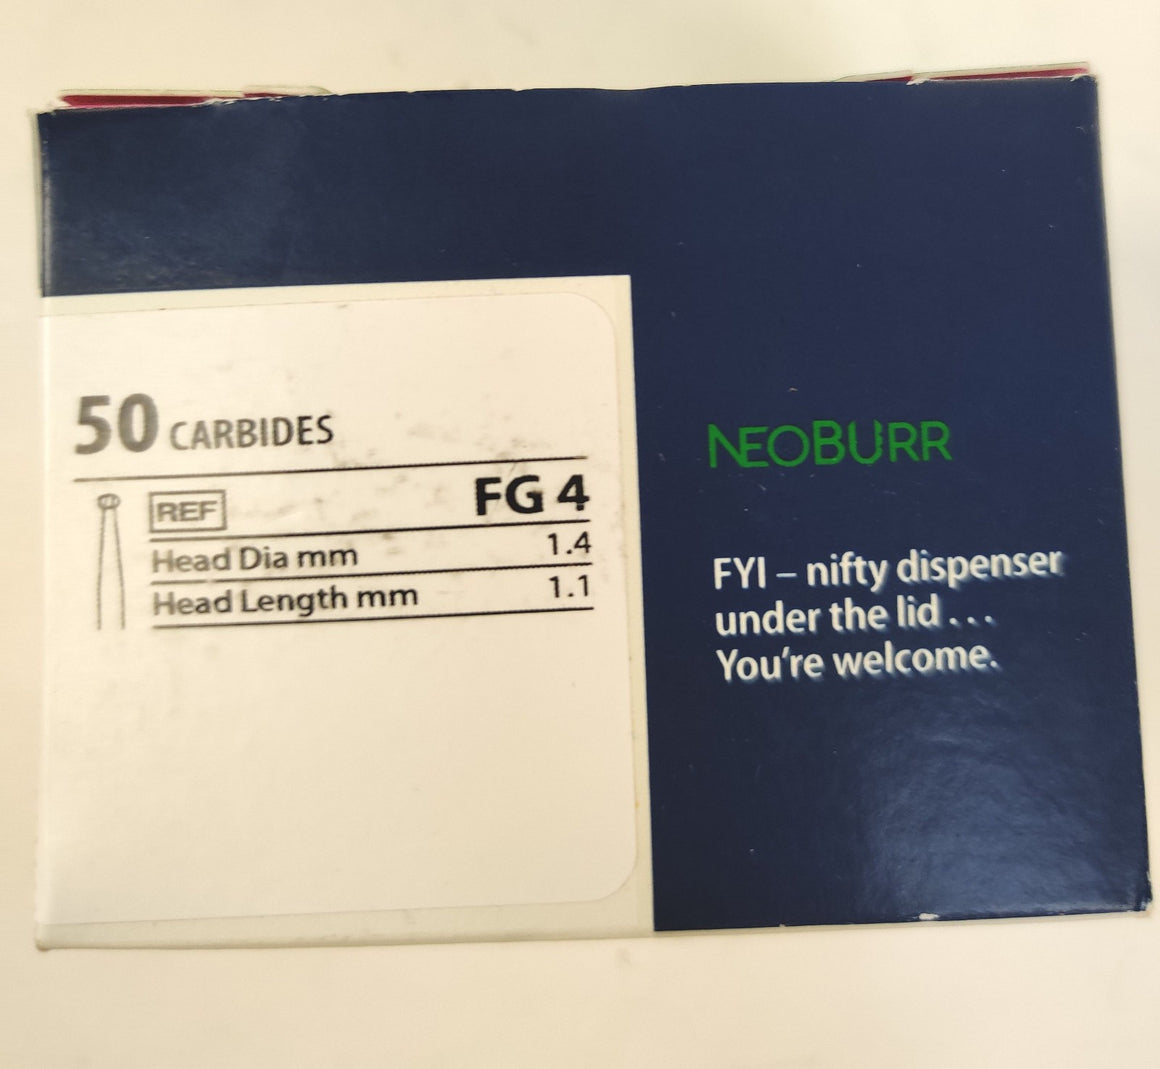 50 CARBIDES
REF FG 4
Head Dia mm 1.4
Head Length mm 1.1
NEOBURR
FYI – nifty dispenser
under the lid . . .
You're welcome.